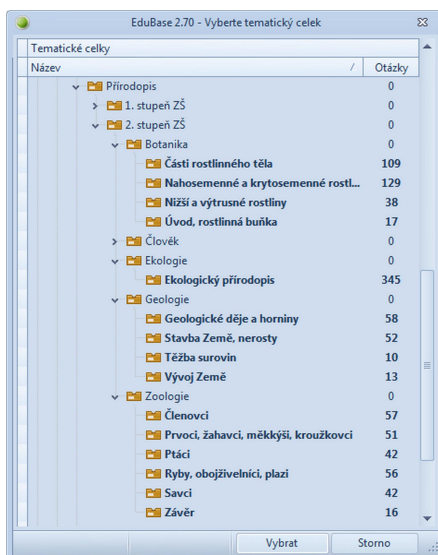 EduBase 2.70 - Vyberte tematický celek
Tematické celky
Název Otázky
Přírodopis 0
1. stupeň ZŠ 0
2. stupeň ZŠ 0
Botanika 0
Části rostlinného těla 109
Nahosemenné a krytosemenné rostl... 129
Nižší a výtrusné rostliny 38
Úvod, rostlinná buňka 17
Člověk 0
Ekologie 0
Ekologický přírodopis 345
Geologie 0
Geologické děje a horniny 58
Stavba Země, nerosty 52
Těžba surovin 10
Vývoj Země 13
Zoologie 0
Členovci 57
Prvoci, žahavci, měkkýši, kroužkovci 51
Ptáci 42
Ryby, obojživelníci, plazi 56
Savci 42
Závěr 16
Vybrat Storno